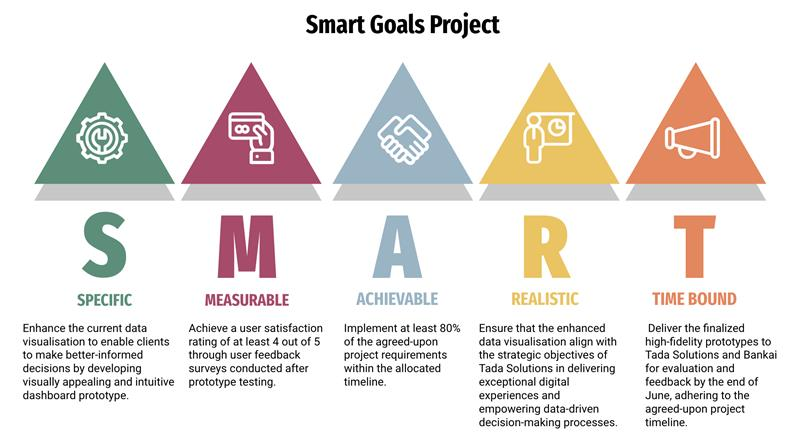 Smart Goals Project
S
SPECIFIC
Enhance the current data
visualisation to enable clients
to make better-informed
decisions by developing
visually appealing and intuitive
dashboard prototype.
M
MEASURABLE
Achieve a user satisfaction
rating of at least 4 out of 5
through user feedback
surveys conducted after
prototype testing.
A
ACHIEVABLE
Implement at least 80%
of the agreed-upon
project requirements
within the allocated
timeline.
R
REALISTIC
Ensure that the enhanced
data visualisation align with
the strategic objectives of
Tada Solutions in delivering
exceptional digital
experiences and
empowering data-driven
decision-making processes.
T
TIME BOUND
Deliver the finalized
high-fidelity prototypes to
Tada Solutions and Bankai
for evaluation and
feedback by the end of
June, adhering to the
agreed-upon project
timeline.